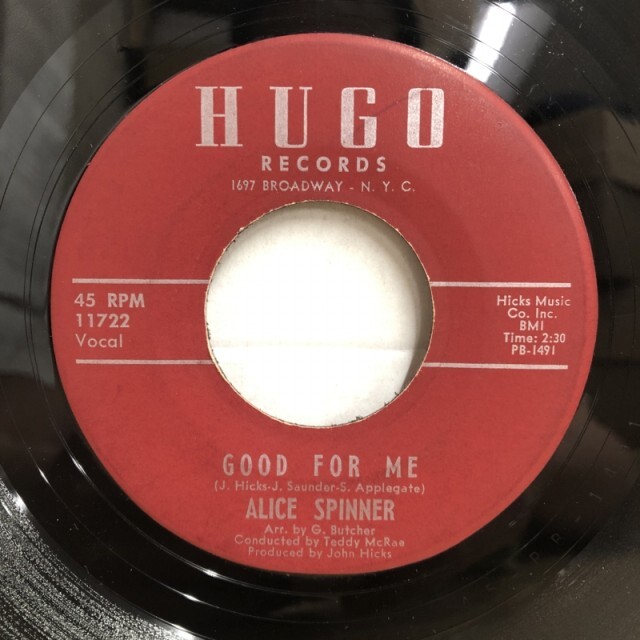 HUGO
RECORDS
1697 BROADWAY - N. Y. C.
45 RPM
11722
Vocal
Hicks Music
Co. Inc.
BMI
Time: 2:30
PB-1491
GOOD FOR ME
(J. Hicks-J. Saunder-S. Applegate)
ALICE SPINNER
Arr. by G. Butcher
Conducted by Teddy McRae
Produced by John Hicks